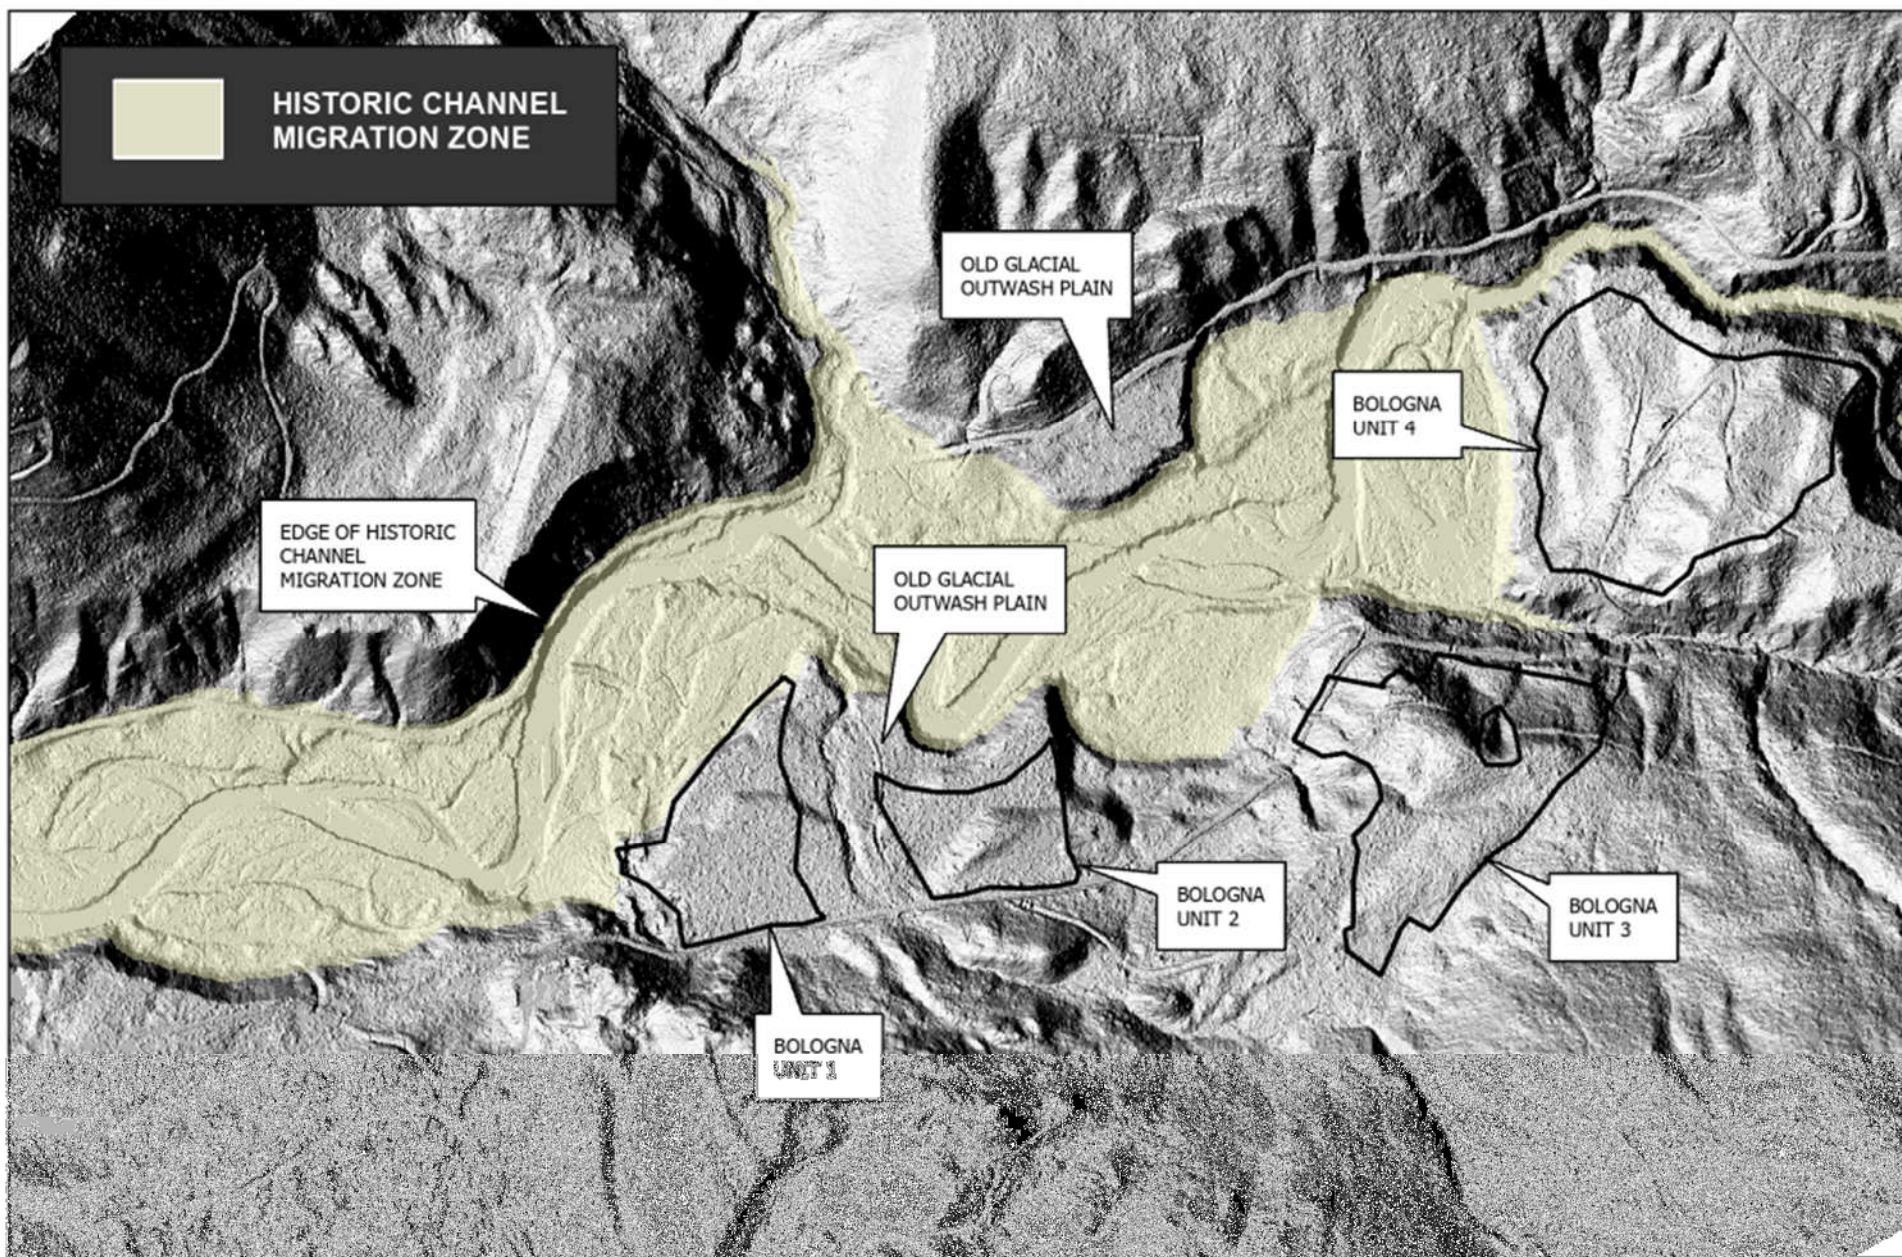 HISTORIC CHANNEL
MIGRATION ZONE
OLD GLACIAL
OUTWASH PLAIN
BOLOGNA
UNIT 4
EDGE OF HISTORIC
CHANNEL
MIGRATION ZONE
OLD GLACIAL
OUTWASH PLAIN
BOLOGNA
UNIT 2
BOLOGNA
UNIT 3
BOLOGNA
UNIT 1